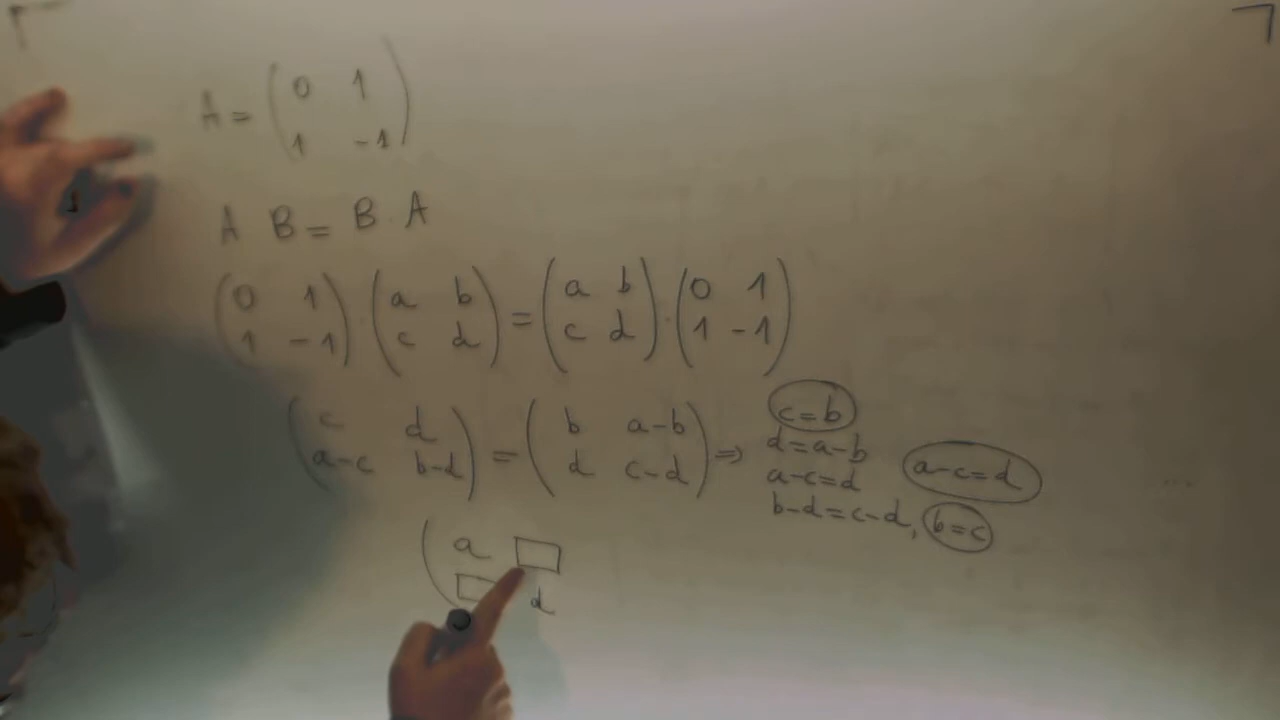 A = ( 0 1
1 -1 )
A B = B . A
( 0 1
1 -1 ) . ( a b
c d ) = ( a b
c d ) . ( 0 1
1 -1 )
( c d
a-c b-d ) = ( b a-b
d c-d ) ⇒ c=b
d=a-b
a-c=d
b-d=c-d, b=c
a-c=d
( a □
□ d